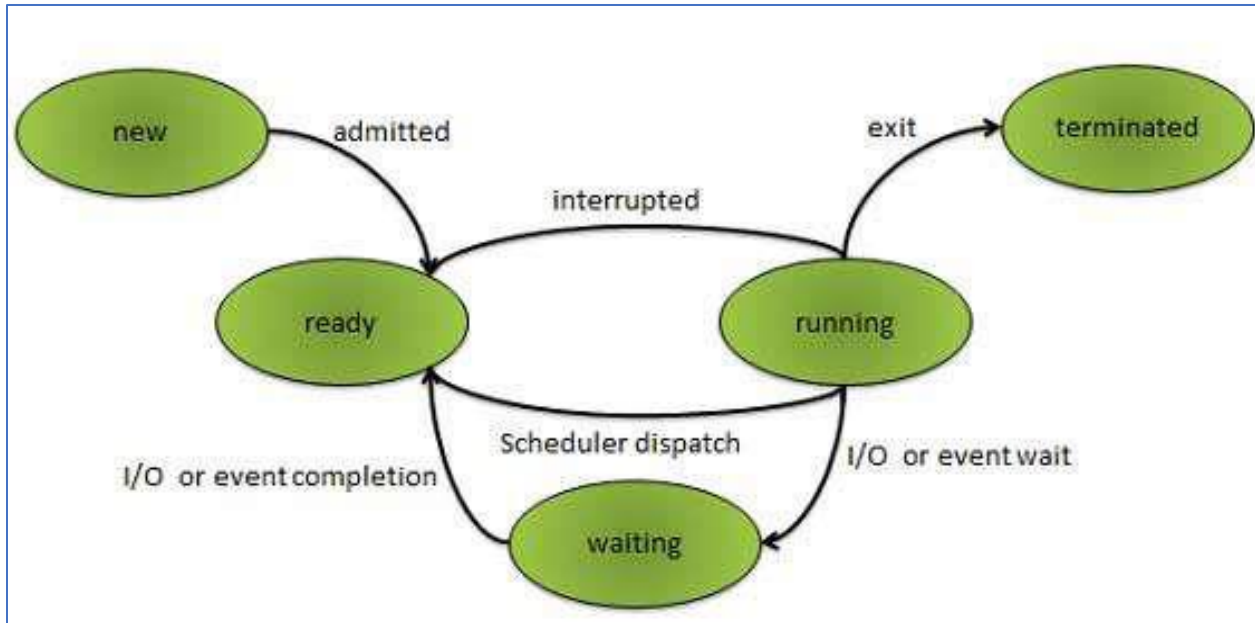 new
admitted
exit
terminated
interrupted
ready
running
Scheduler dispatch
I/O or event completion
I/O or event wait
waiting